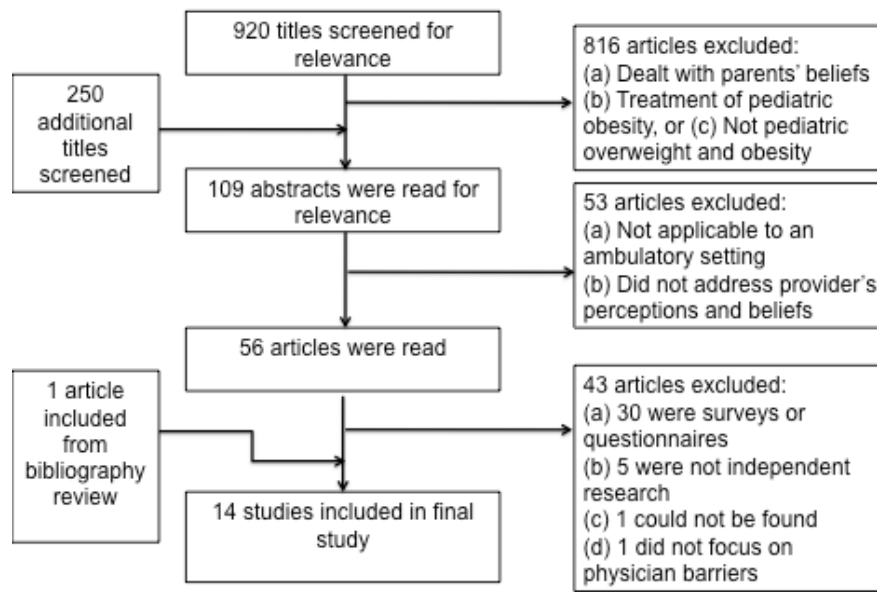 920 titles screened for
relevance
816 articles excluded:
(a) Dealt with parents' beliefs
(b) Treatment of pediatric
obesity, or (c) Not pediatric
overweight and obesity
250
additional
titles
screened
109 abstracts were read for
relevance
53 articles excluded:
(a) Not applicable to an
ambulatory setting
(b) Did not address provider's
perceptions and beliefs
56 articles were read
1 article
included
from
bibliography
review
43 articles excluded:
(a) 30 were surveys or
questionnaires
(b) 5 were not independent
research
(c) 1 could not be found
(d) 1 did not focus on
physician barriers
14 studies included in final
study